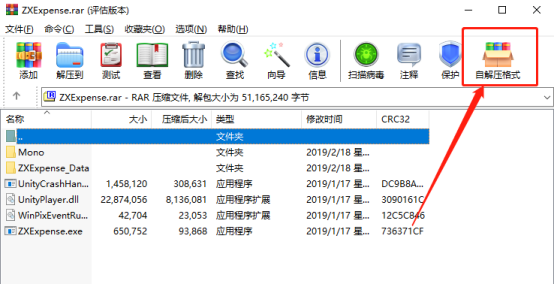 ZXExpense.rar (评估版本)
文件(F) 命令(C) 工具(S) 收藏夹(O) 选项(N) 帮助(H)
添加 解压到 测试 查看 删除 查找 向导 信息 扫描病毒 注释 保护 自解压格式
ZXExpense.rar - RAR 压缩文件, 解包大小为 51,165,240 字节
名称 大小 压缩后大小 类型 修改时间 CRC32
.. 文件夹
Mono 文件夹 2019/2/18 星...
ZXExpense_Data 文件夹 2019/2/18 星...
UnityCrashHan... 1,458,120 308,631 应用程序 2019/1/17 星... DC9B8A...
UnityPlayer.dll 22,874,056 8,136,081 应用程序扩展 2019/1/17 星... 3090161C
WinPixEventRu... 42,704 23,053 应用程序扩展 2019/1/17 星... 12C5C846
ZXExpense.exe 650,752 93,868 应用程序 2019/1/17 星... 736371CF